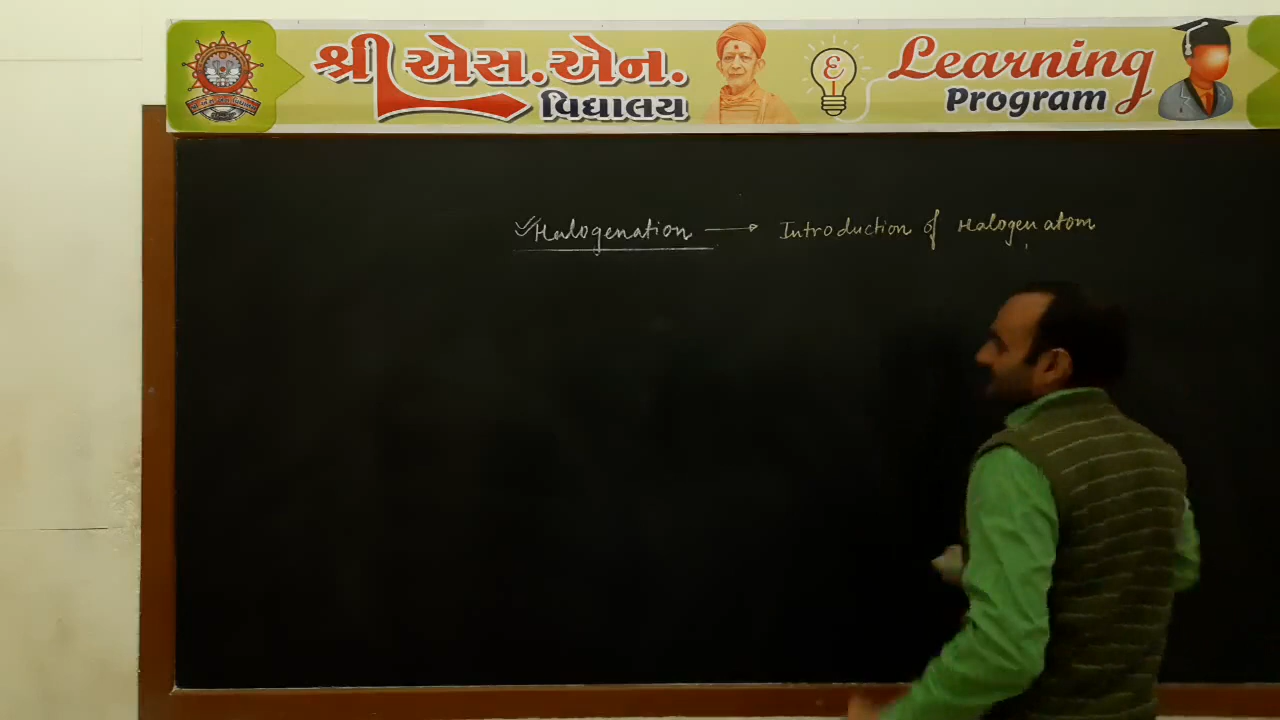 શ્રી એસ.એન. Learning
વિદ્યાલય Program
Halogenation → Introduction of Halogen atom